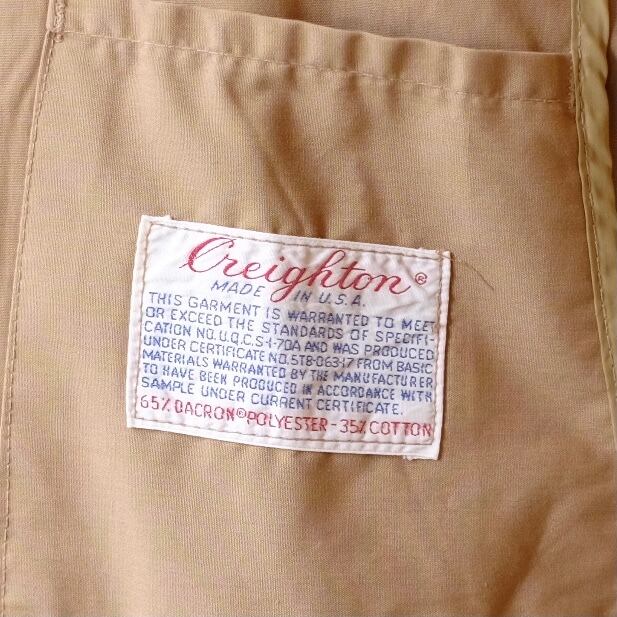 Creighton®
MADE IN U.S.A.
THIS GARMENT IS WARRANTED TO MEET
OR EXCEED THE STANDARDS OF SPECIFI-
CATION NO. U.Q.C.S-1-70A AND WAS PRODUCED
UNDER CERTIFICATE NO. STB-063-17 FROM BASIC
MATERIALS WARRANTED BY THE MANUFACTURER
TO HAVE BEEN PRODUCED IN ACCORDANCE WITH
SAMPLE UNDER CURRENT CERTIFICATE.
65% DACRON® POLYESTER - 35% COTTON